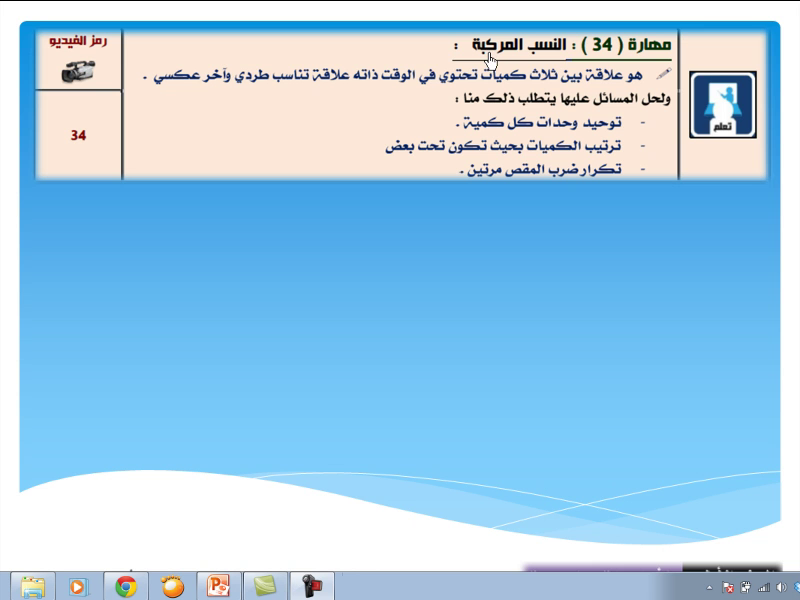 مهارة ( 34 ) : النسب المركبة :
هو علاقة بين ثلاث كميات تحتوي في الوقت ذاته علاقة تناسب طردي وآخر عكسي .
ولحل المسائل عليها يتطلب ذلك منا :
- توحيد وحدات كل كمية .
- ترتيب الكميات بحيث تكون تحت بعض
- تكرار ضرب المقص مرتين .
تعلم
رمز الفيديو
34